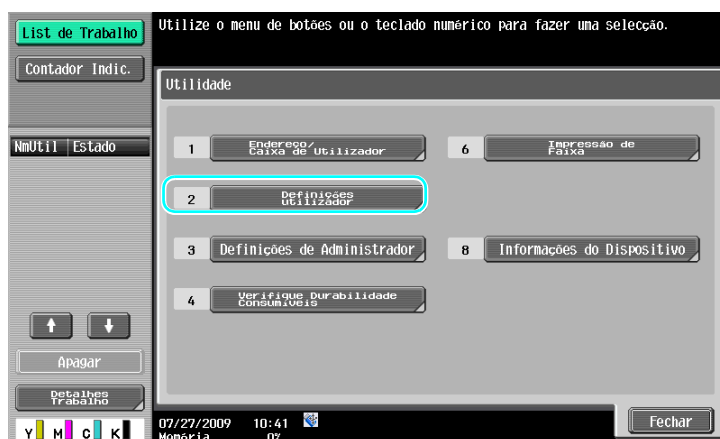 List de Trabalho
Contador Indic.
NmUtil Estado
Apagar
Detalhes
Trabalho
Y M C K
Utilize o menu de botões ou o teclado numérico para fazer uma selecção.
Utilidade
1 Endereço/
Caixa de Utilizador
2 Definições
Utilizador
3 Definições de Administrador
4 Verifique Durabilidade
Consumíveis
6 Impressão de
Faixa
8 Informações do Dispositivo
07/27/2009 10:41
Memória 0%
Fechar